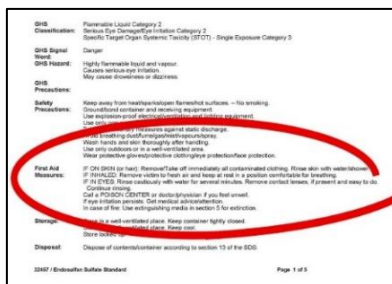 GHS Classification: Flammable Liquid Category 2
Serious Eye Damage/Eye Irritation Category 2
Specific Target Organ Systemic Toxicity (STOT) - Single Exposure Category 3
GHS Signal Word: Danger
GHS Hazard: Highly flammable liquid and vapour.
Causes serious eye irritation.
May cause drowsiness or dizziness.
GHS Precautions:
Safety Precautions: Keep away from heat/sparks/open flames/hot surfaces. – No smoking.
Ground/bond container and receiving equipment
Use explosion-proof electrical/ventilation and lighting equipment.
Use only
measures against static discharge.
breathing dust/fume/gas/mist/vapours/spray.
Wash hands and skin thoroughly after handling.
Use only outdoors or in a well-ventilated area.
Wear protective gloves/protective clothing/eye protection/face protection.
First Aid Measures: IF ON SKIN (or hair): Remove/Take off immediately all contaminated clothing. Rinse skin with water/shower
IF INHALED: Remove victim to fresh air and keep at rest in a position comfortable for breathing.
IF IN EYES: Rinse cautiously with water for several minutes. Remove contact lenses, if present and easy to do.
Continue rinsing.
Call a POISON CENTER or doctor/physician if you feel unwell.
If eye irritation persists: Get medical advice/attention.
In case of fire: Use extinguishing media in section 5 for extinction.
Storage: Store in a well-ventilated place. Keep container tightly closed.
well-ventilated place. Keep cool.
Store locked up.
Disposal: Dispose of contents/container according to section 13 of the SDS.
22497 / Endosulfan Sulfate Standard Page 1 of 5